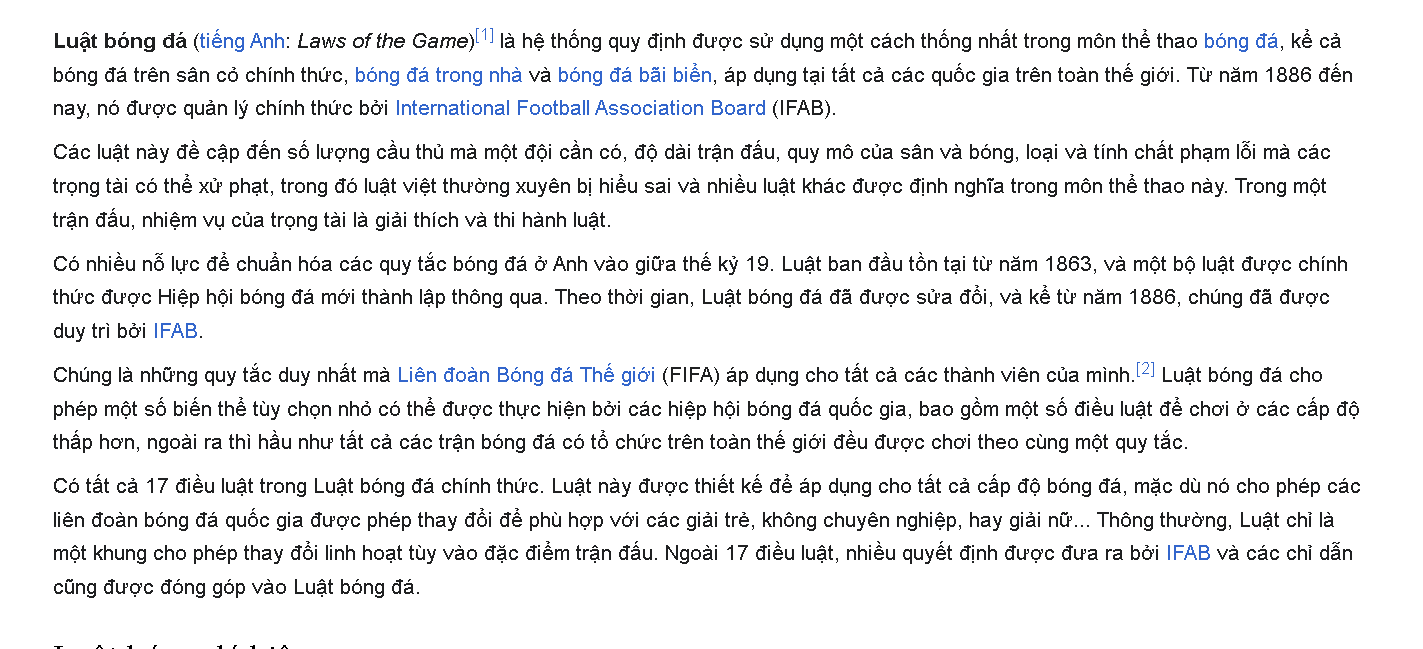 Luật bóng đá (tiếng Anh: Laws of the Game)[1] là hệ thống quy định được sử dụng một cách thống nhất trong môn thể thao bóng đá, kể cả
bóng đá trên sân cỏ chính thức, bóng đá trong nhà và bóng đá bãi biển, áp dụng tại tất cả các quốc gia trên toàn thế giới. Từ năm 1886 đến
nay, nó được quản lý chính thức bởi International Football Association Board (IFAB).
Các luật này đề cập đến số lượng cầu thủ mà một đội cần có, độ dài trận đấu, quy mô của sân và bóng, loại và tính chất phạm lỗi mà các
trọng tài có thể xử phạt, trong đó luật việt thường xuyên bị hiểu sai và nhiều luật khác được định nghĩa trong môn thể thao này. Trong một
trận đấu, nhiệm vụ của trọng tài là giải thích và thi hành luật.
Có nhiều nỗ lực để chuẩn hóa các quy tắc bóng đá ở Anh vào giữa thế kỷ 19. Luật ban đầu tồn tại từ năm 1863, và một bộ luật được chính
thức được Hiệp hội bóng đá mới thành lập thông qua. Theo thời gian, Luật bóng đá đã được sửa đổi, và kể từ năm 1886, chúng đã được
duy trì bởi IFAB.
Chúng là những quy tắc duy nhất mà Liên đoàn Bóng đá Thế giới (FIFA) áp dụng cho tất cả các thành viên của mình.[2] Luật bóng đá cho
phép một số biến thể tùy chọn nhỏ có thể được thực hiện bởi các hiệp hội bóng đá quốc gia, bao gồm một số điều luật để chơi ở các cấp độ
thấp hơn, ngoài ra thì hầu như tất cả các trận bóng đá có tổ chức trên toàn thế giới đều được chơi theo cùng một quy tắc.
Có tất cả 17 điều luật trong Luật bóng đá chính thức. Luật này được thiết kế để áp dụng cho tất cả cấp độ bóng đá, mặc dù nó cho phép các
liên đoàn bóng đá quốc gia được phép thay đổi để phù hợp với các giải trẻ, không chuyên nghiệp, hay giải nữ... Thông thường, Luật chỉ là
một khung cho phép thay đổi linh hoạt tùy vào đặc điểm trận đấu. Ngoài 17 điều luật, nhiều quyết định được đưa ra bởi IFAB và các chỉ dẫn
cũng được đóng góp vào Luật bóng đá.